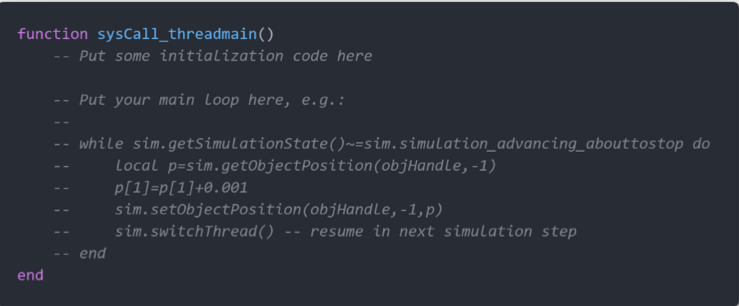 function sysCall_threadmain()
    -- Put some initialization code here

    -- Put your main loop here, e.g.:
    --
    -- while sim.getSimulationState()~=sim.simulation_advancing_abouttostop do
    --     local p=sim.getObjectPosition(objHandle,-1)
    --     p[1]=p[1]+0.001
    --     sim.setObjectPosition(objHandle,-1,p)
    --     sim.switchThread() -- resume in next simulation step
    -- end
end